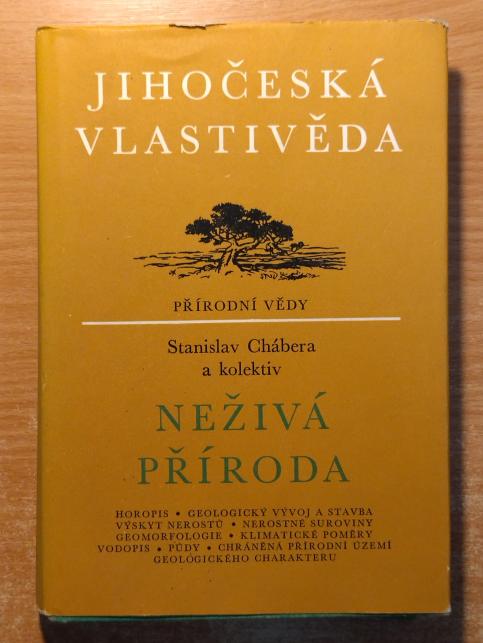 JIHOČESKÁ
VLASTIVĚDA
PŘÍRODNÍ VĚDY
Stanislav Chábera
a kolektiv
NEŽIVÁ
PŘÍRODA
HOROPIS • GEOLOGICKÝ VÝVOJ A STAVBA
VÝSKYT NEROSTŮ • NEROSTNÉ SUROVINY
GEOMORFOLOGIE • KLIMATICKÉ POMĚRY
VODOPIS • PŮDY • CHRÁNĚNÁ PŘÍRODNÍ ÚZEMÍ
GEOLOGICKÉHO CHARAKTERU